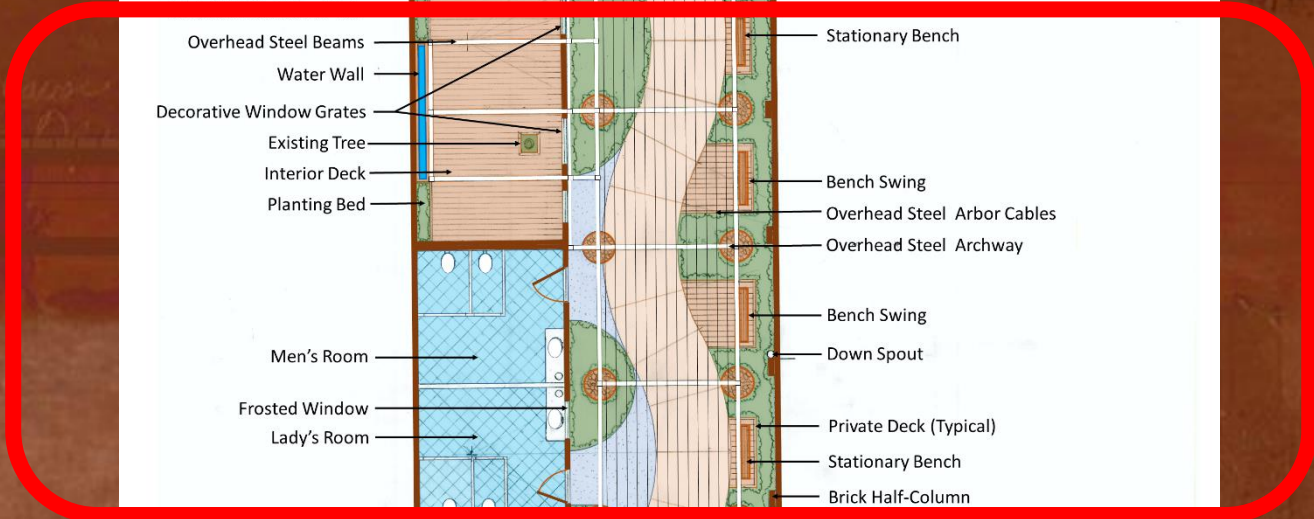 Overhead Steel Beams
Water Wall
Decorative Window Grates
Existing Tree
Interior Deck
Planting Bed
Men's Room
Frosted Window
Lady's Room
Stationary Bench
Bench Swing
Overhead Steel Arbor Cables
Overhead Steel Archway
Bench Swing
Down Spout
Private Deck (Typical)
Stationary Bench
Brick Half-Column